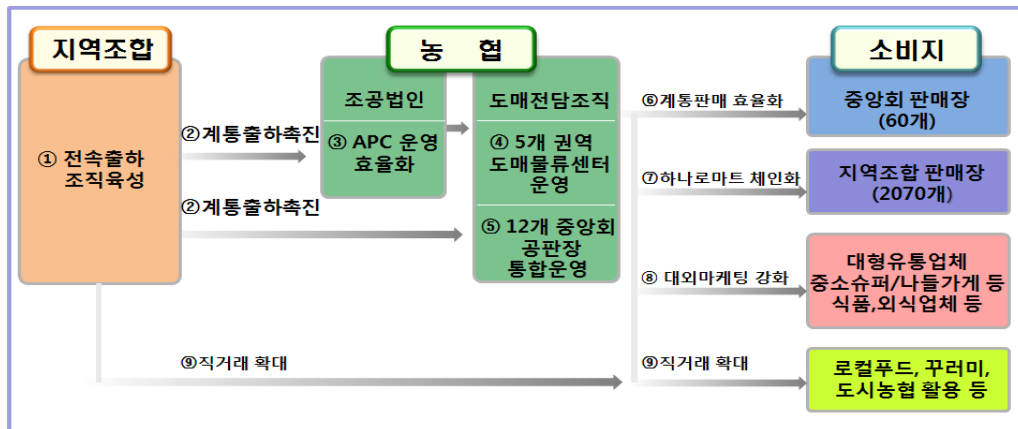 지역조합
농 협
소비지
① 전속출하
조직육성
②계통출하촉진
②계통출하촉진
조공법인
③ APC 운영
효율화
도매전담조직
④ 5개 권역
도매물류센터
운영
⑤ 12개 중앙회
공판장
통합운영
⑥계통판매 효율화
⑦하나로마트 체인화
⑧ 대외마케팅 강화
⑨직거래 확대
⑨직거래 확대
중앙회 판매장
(60개)
지역조합 판매장
(2070개)
대형유통업체
중소슈퍼/나들가게 등
식품,외식업체 등
로컬푸드, 꾸러미,
도시농협 활용 등